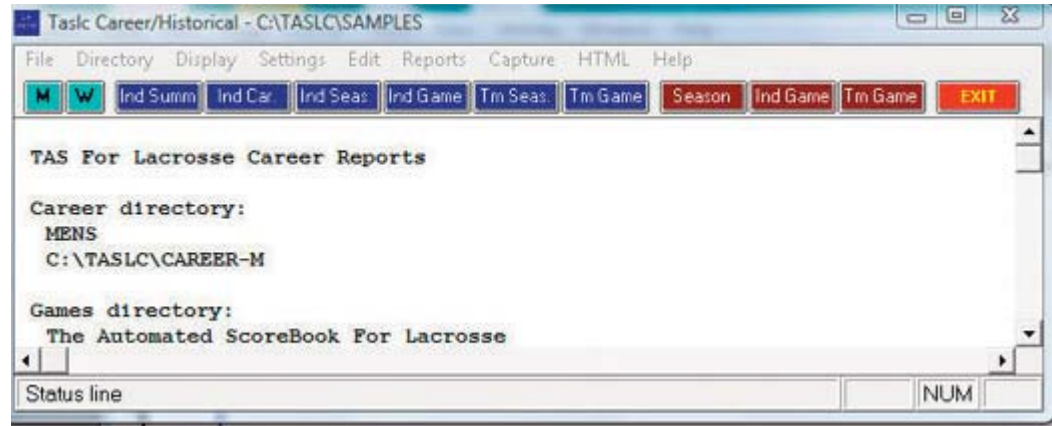 Taslc Career/Historical - C:\TASLC\SAMPLES
File Directory Display Settings Edit Reports Capture HTML Help
M W Ind Summ Ind Car. Ind Seas. Ind Game Tm Seas. Tm Game Season Ind Game Tm Game EXIT
TAS For Lacrosse Career Reports
Career directory:
MENS
C:\TASLC\CAREER-M
Games directory:
The Automated ScoreBook For Lacrosse
Status line NUM